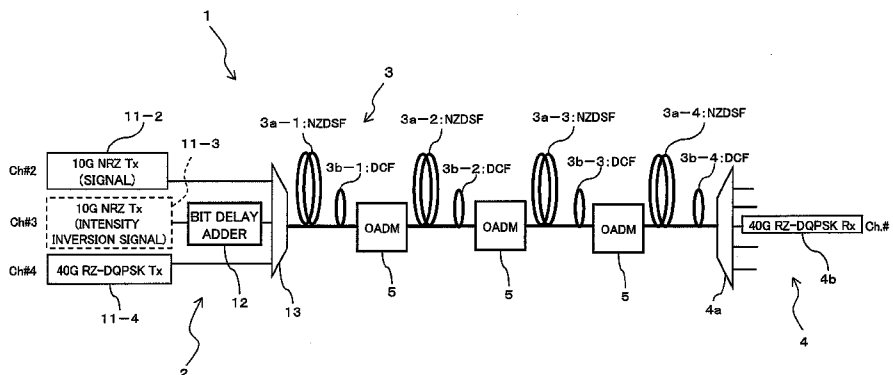 1
3
11-2
11-3
3a-1:NZDSF
3a-2:NZDSF
3a-3:NZDSF
3a-4:NZDSF
3b-1:DCF
3b-2:DCF
3b-3:DCF
3b-4:DCF
Ch#2
10G NRZ Tx
(SIGNAL)
Ch#3
10G NRZ Tx
(INTENSITY
INVERSION SIGNAL)
BIT DELAY
ADDER
OADM
OADM
OADM
40G RZ-DQPSK Rx
Ch.#
Ch#4
40G RZ-DQPSK Tx
11-4
12
13
5
5
5
4a
4b
4
2